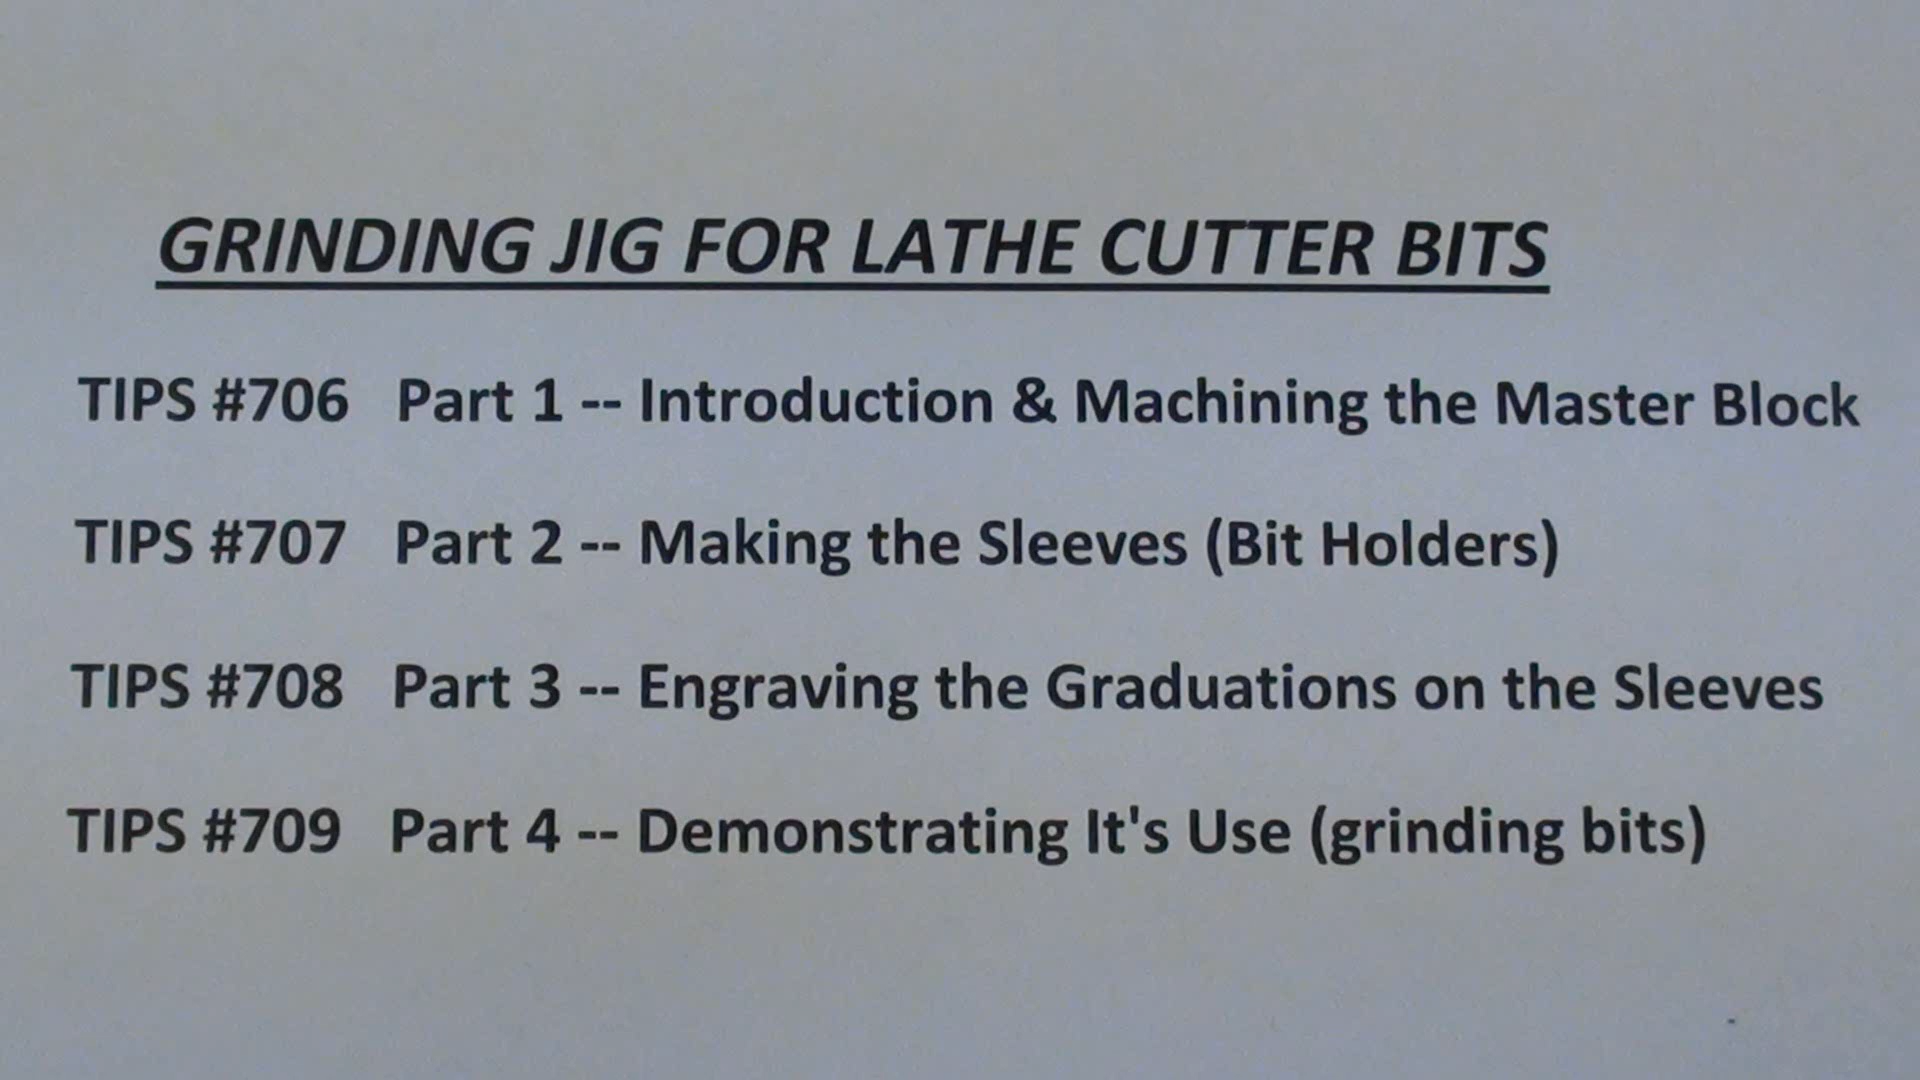 GRINDING JIG FOR LATHE CUTTER BITS
TIPS #706 Part 1 -- Introduction & Machining the Master Block
TIPS #707 Part 2 -- Making the Sleeves (Bit Holders)
TIPS #708 Part 3 -- Engraving the Graduations on the Sleeves
TIPS #709 Part 4 -- Demonstrating It's Use (grinding bits)